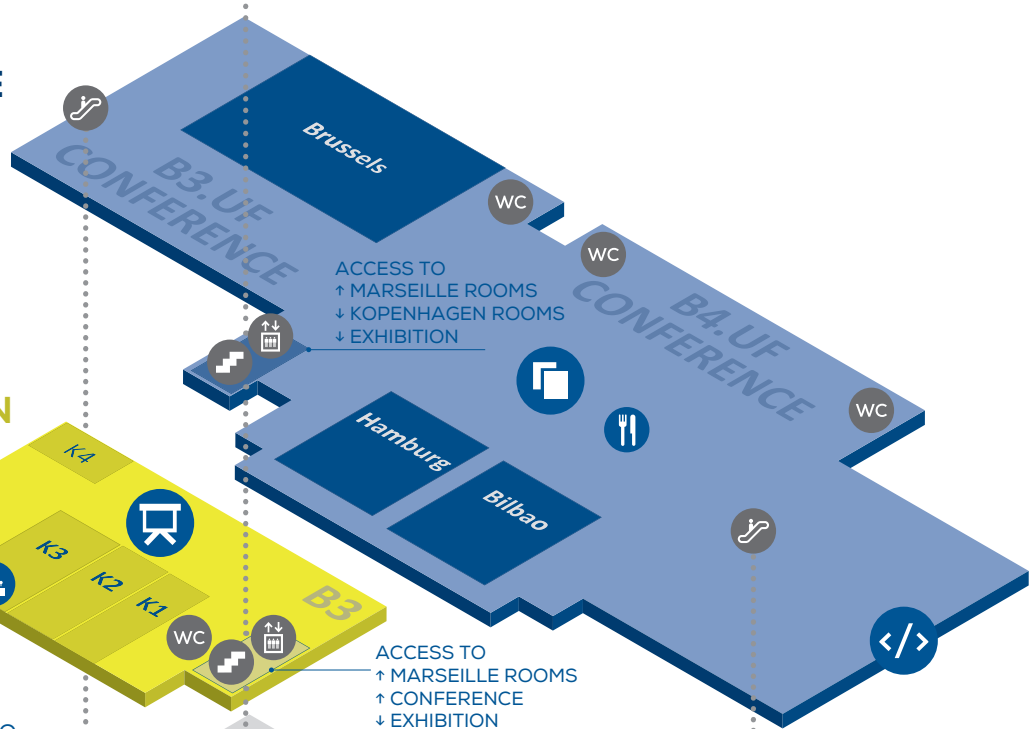 E
Brussels
B3.UF
CONFERENCE
WC
WC
ACCESS TO
↑ MARSEILLE ROOMS
↓ KOPENHAGEN ROOMS
↓ EXHIBITION
B4.UF
CONFERENCE
WC
N
K4
Hamburg
Bilbao
K3
K2
K1
B3
WC
</>
ACCESS TO
↑ MARSEILLE ROOMS
↑ CONFERENCE
↓ EXHIBITION